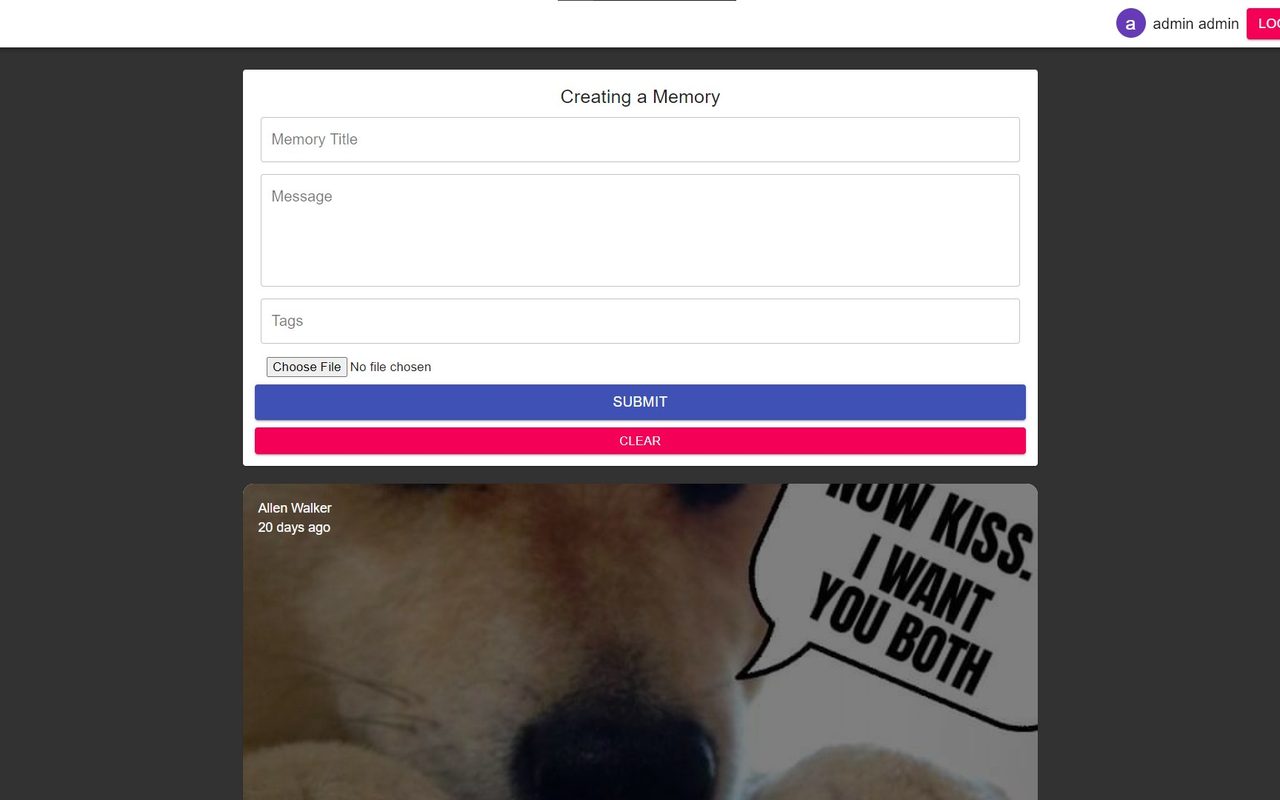 a admin admin
Creating a Memory
Memory Title
Message
Tags
Choose File No file chosen
SUBMIT
CLEAR
Allen Walker
20 days ago
NOW KISS.
I WANT
YOU BOTH